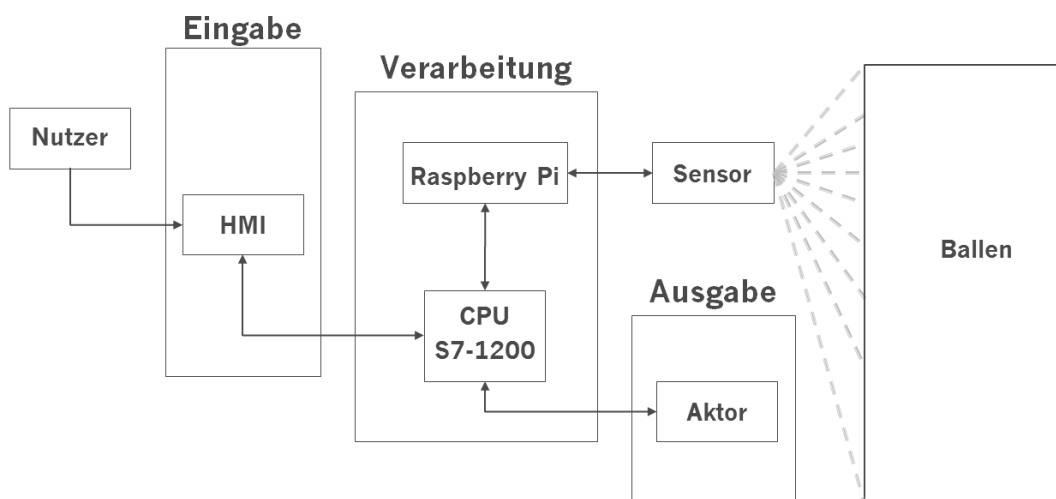 Eingabe
Verarbeitung
Nutzer
Raspberry Pi
Sensor
HMI
Ballen
Ausgabe
CPU
S7-1200
Aktor